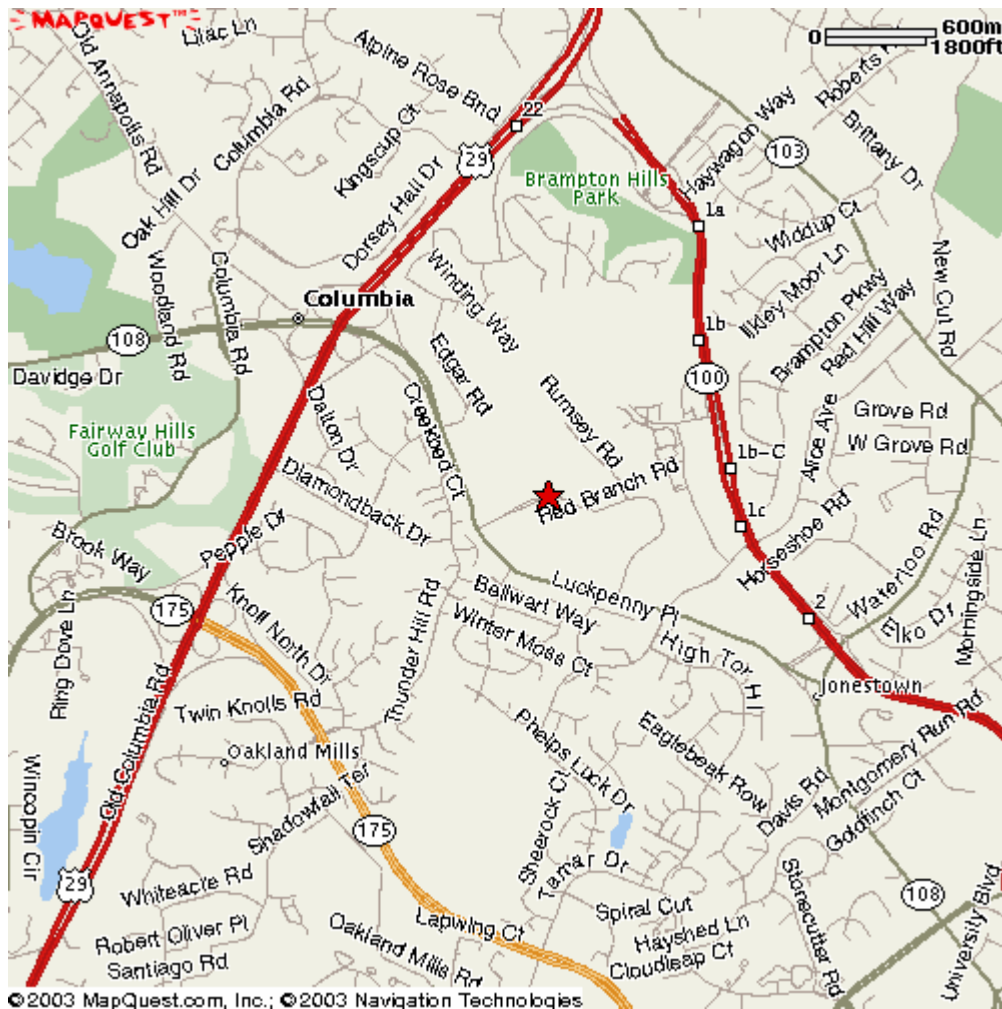 MAPQUEST™
0 600m
1800ft
Lilac Ln
Alpine Rose Bnd
Old Annapolis Rd
Columbia Rd
Kingscup Ct
22
29
Roberts
Haywagon Way
103
Brittany Dr
Brampton Hills
Park
Oak Hill Dr
Dorsey Hall Dr
1a
Widdup Ct
Woodland Rd
Columbia Rd
Columbia
Winding Way
Ilkley Moor Ln
New Cut Rd
108
1b
Brampton Pkwy
Red Hill Way
Davidge Dr
Edgar Rd
100
Dalton Dr
Creekbed Ct
Rumsey Rd
Grove Rd
Fairway Hills
Golf Club
Arce Ave
W Grove Rd
Diamondback Dr
1b-C
Red Branch Rd
1c
Pepple Dr
Horseshoe Rd
Brook Way
Waterloo Rd
Morningside Ln
175
Knoll North Dr
Luckpenny Pl
Bellwart Way
2
Elko Dr
Ring Dove Ln
Thunder Hill Rd
Winter Moss Ct
High Tor Hl
Jonestown
Twin Knolls Rd
Old Columbia Rd
Phelps Luck Dr
Eaglebeak Row
Montgomery Run Rd
Oakland Mills
Wincopin Cir
Shadowfall Ter
Davis Rd
Goldfinch Ct
175
Sheerock Ct
Tamar Dr
29
Whiteacre Rd
Stonecutter Rd
108
Spiral Cut
Lapwing Ct
University Blvd
Robert Oliver Pl
Hayshed Ln
Santiago Rd
Oakland Mills Rd
Cloudleap Ct
©2003 MapQuest.com, Inc.; ©2003 Navigation Technologies